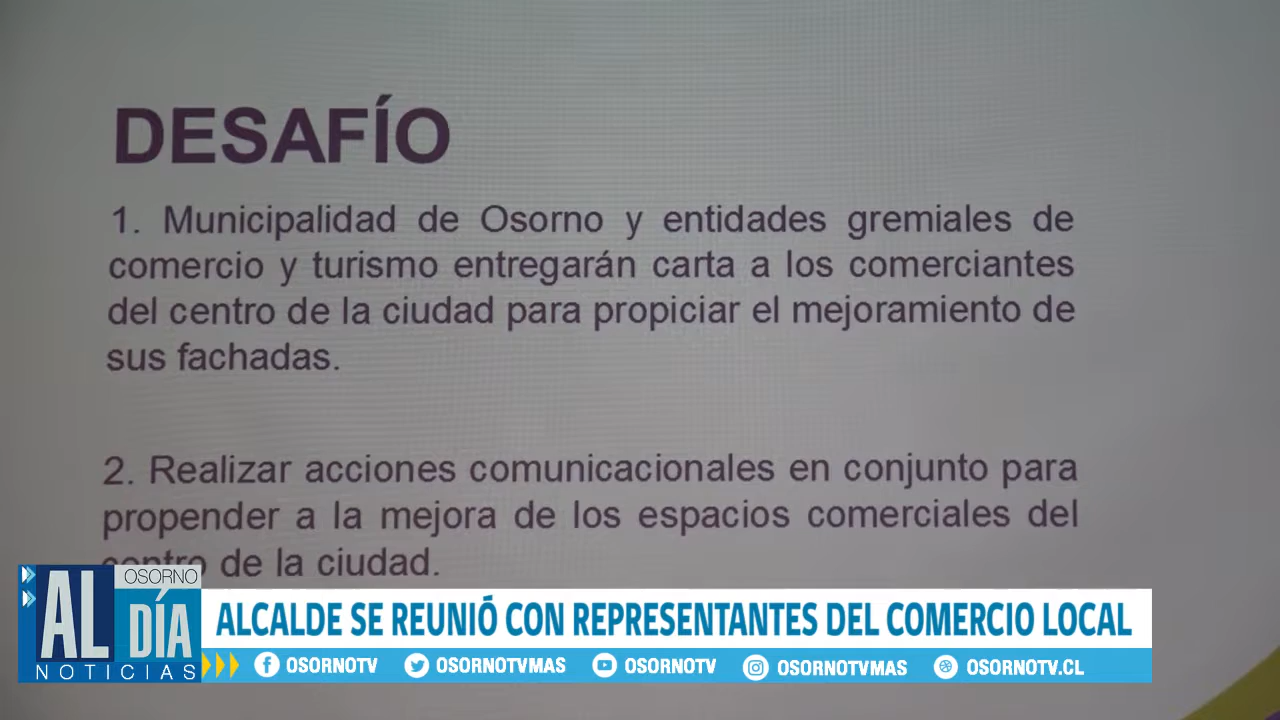 DESAFÍO
1. Municipalidad de Osorno y entidades gremiales de
comercio y turismo entregarán carta a los comerciantes
del centro de la ciudad para propiciar el mejoramiento de
sus fachadas.
2. Realizar acciones comunicacionales en conjunto para
propender a la mejora de los espacios comerciales del
centro de la ciudad.
OSORNO
AL DÍA
NOTICIAS
ALCALDE SE REUNIÓ CON REPRESENTANTES DEL COMERCIO LOCAL
OSORNOTV OSORNOTVMAS OSORNOTV OSORNOTVMAS OSORNOTV.CL